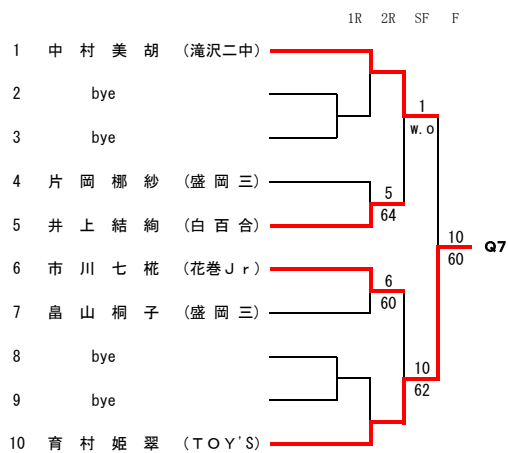 1R 2R SF F
1 中村美胡 (滝沢二中)
1
2 bye
w.o
3 bye
4 片岡梛紗 (盛岡三)
5
64
5 井上結絢 (白百合)
10
60
Q7
6 市川七椛 (花巻Ｊｒ)
6
60
7 畠山桐子 (盛岡三)
8 bye
10
62
9 bye
10 育村姫翠 (ＴＯＹ'S)